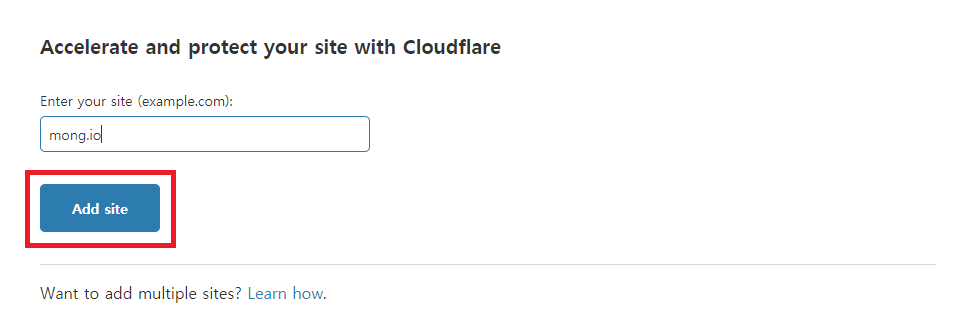 Accelerate and protect your site with Cloudflare
Enter your site (example.com):
mong.io
Add site
Want to add multiple sites? Learn how.